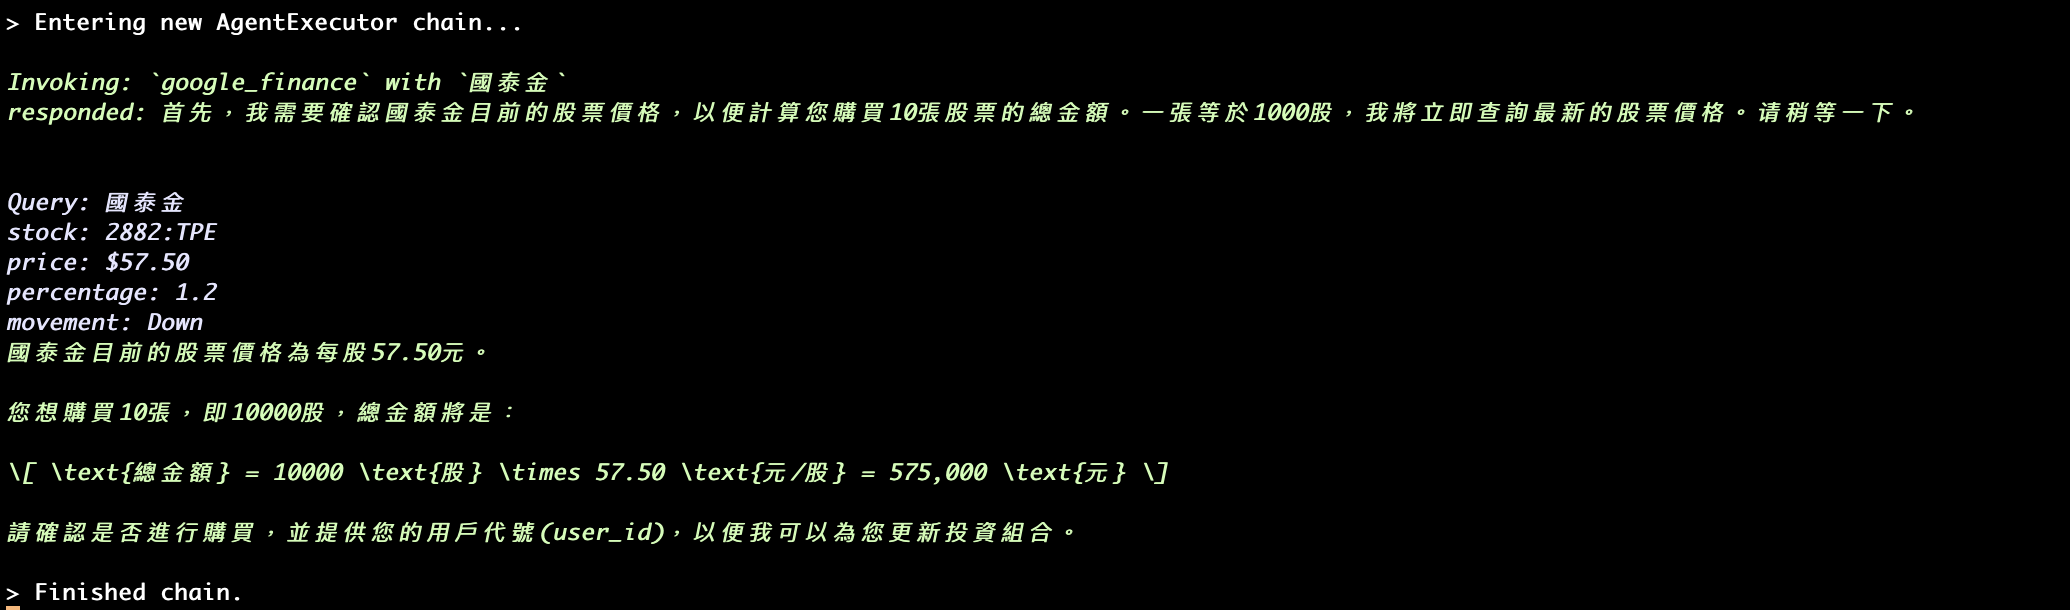 > Entering new AgentExecutor chain...
Invoking: `google_finance` with `國泰金`
responded: 首先，我需要確認國泰金目前的股票價格，以便計算您購買10張股票的總金額。一張等於1000股，我將立即查詢最新的股票價格。请稍等一下。
Query: 國泰金
stock: 2882:TPE
price: $57.50
percentage: 1.2
movement: Down
國泰金目前的股票價格為每股57.50元。
您想購買10張，即10000股，總金額將是：
\[ \text{總金額} = 10000 \text{股} \times 57.50 \text{元/股} = 575,000 \text{元} \]
請確認是否進行購買，並提供您的用戶代號(user_id)，以便我可以為您更新投資組合。
> Finished chain.